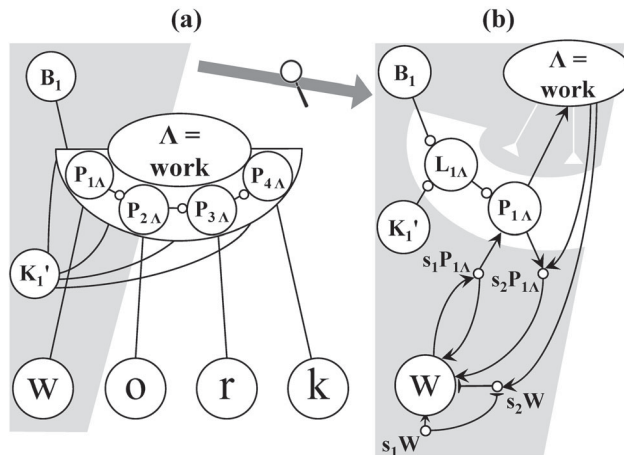 (a)
B₁
Λ =
work
P₁Λ
P₂Λ
P₃Λ
P₄Λ
K₁'
w
o
r
k
(b)
B₁
Λ =
work
L₁Λ
K₁'
P₁Λ
s₁P₁Λ
s₂P₁Λ
W
s₂W
s₁W